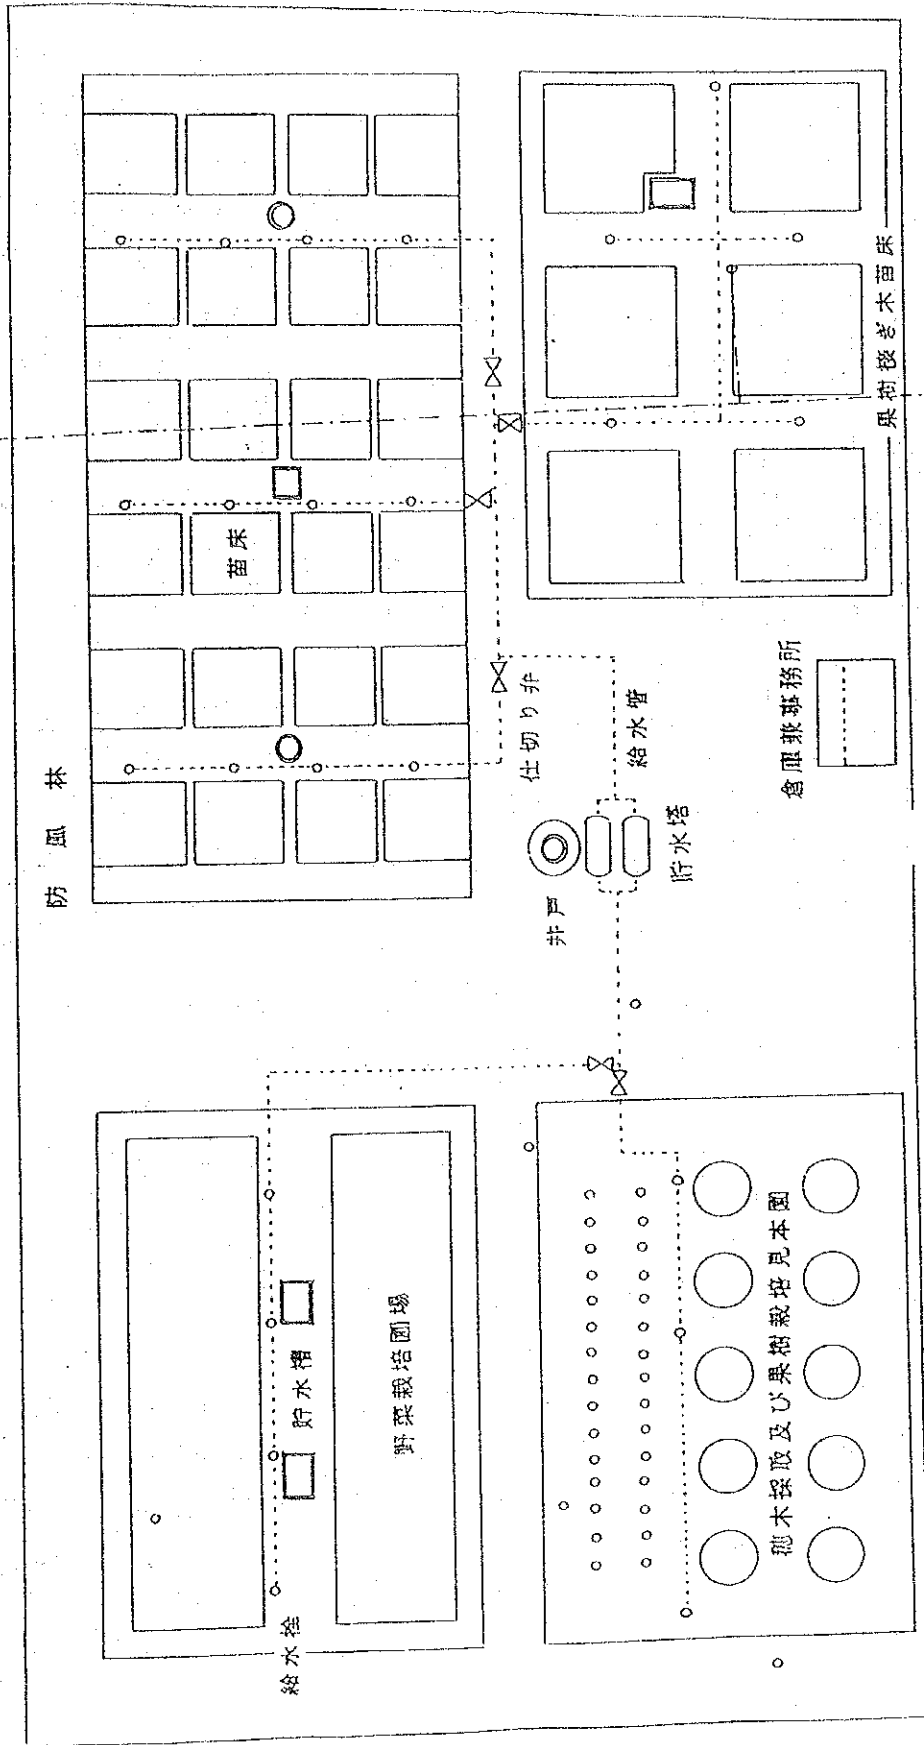 防風林
苗床
果樹接ぎ木苗床
仕切り弁
給水管
倉庫兼事務所
井戸
貯水塔
貯水槽
野菜栽培圃場
給水栓
穂木採取及び果樹栽培見本園